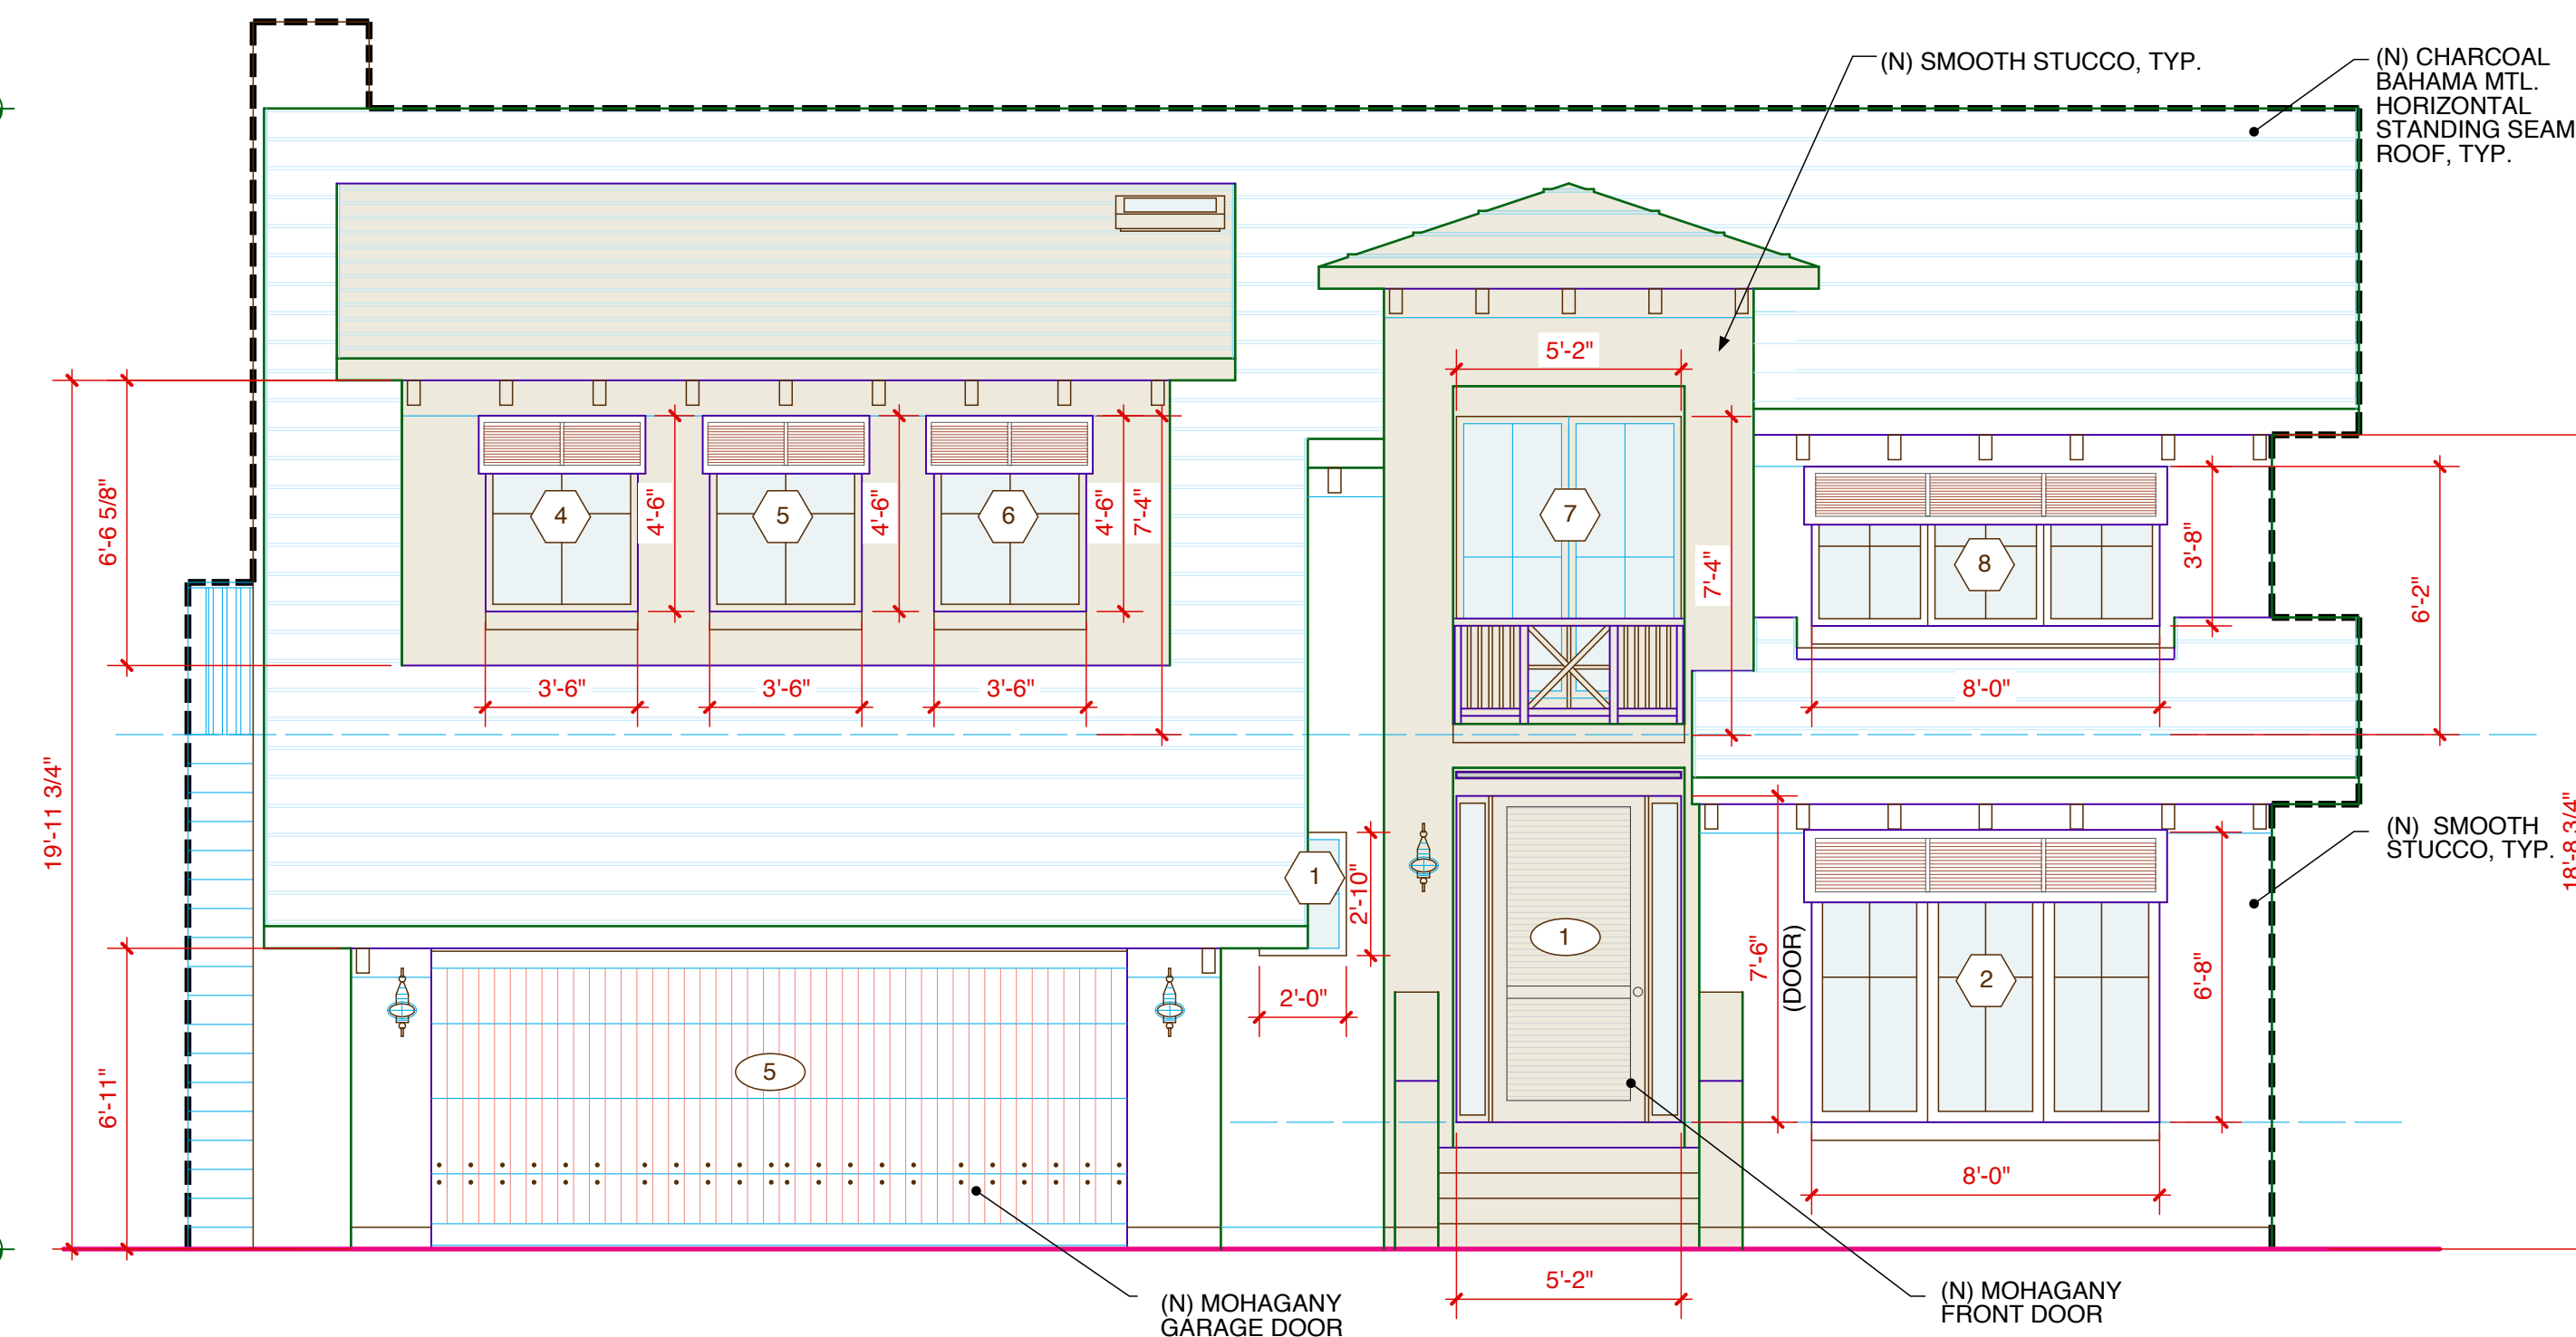 (N) SMOOTH STUCCO, TYP.
(N) CHARCOAL
BAHAMA MTL.
HORIZONTAL
STANDING SEAM
ROOF, TYP.
5'-2"
6'-6 5/8"
4
4'-6"
5
4'-6"
6
4'-6"
7'-4"
7
7'-4"
8
3'-8"
6'-2"
3'-6"
3'-6"
3'-6"
8'-0"
19'-11 3/4"
18'-8 3/4"
(N) SMOOTH
STUCCO, TYP.
1
2'-10"
1
7'-6"
(DOOR)
2
6'-8"
2'-0"
5
6'-11"
8'-0"
5'-2"
(N) MOHAGANY
GARAGE DOOR
(N) MOHAGANY
FRONT DOOR